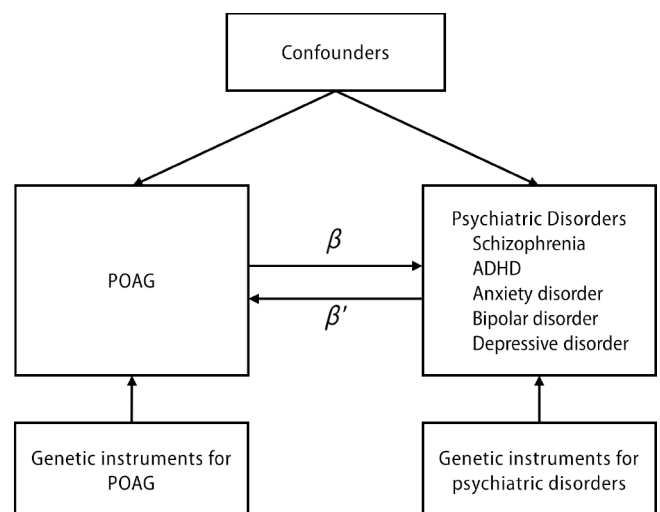 Confounders
POAG
β
β'
Psychiatric Disorders
Schizophrenia
ADHD
Anxiety disorder
Bipolar disorder
Depressive disorder
Genetic instruments for
POAG
Genetic instruments for
psychiatric disorders